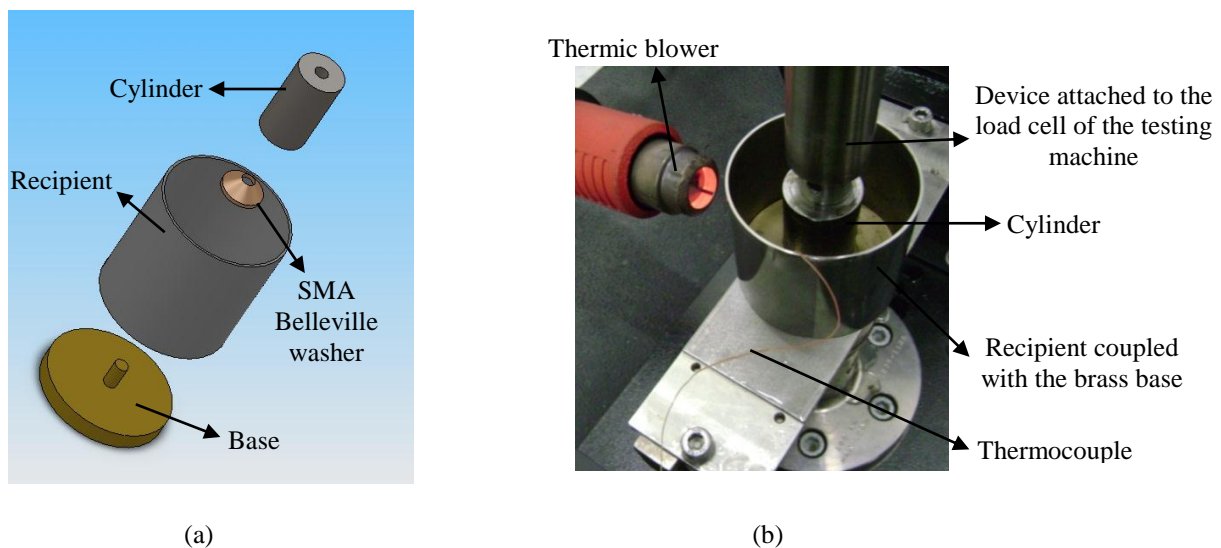 Cylinder
Recipient
SMA
Belleville
washer
Base
(a)
Thermic blower
Device attached to the
load cell of the testing
machine
Cylinder
Recipient coupled
with the brass base
Thermocouple
(b)